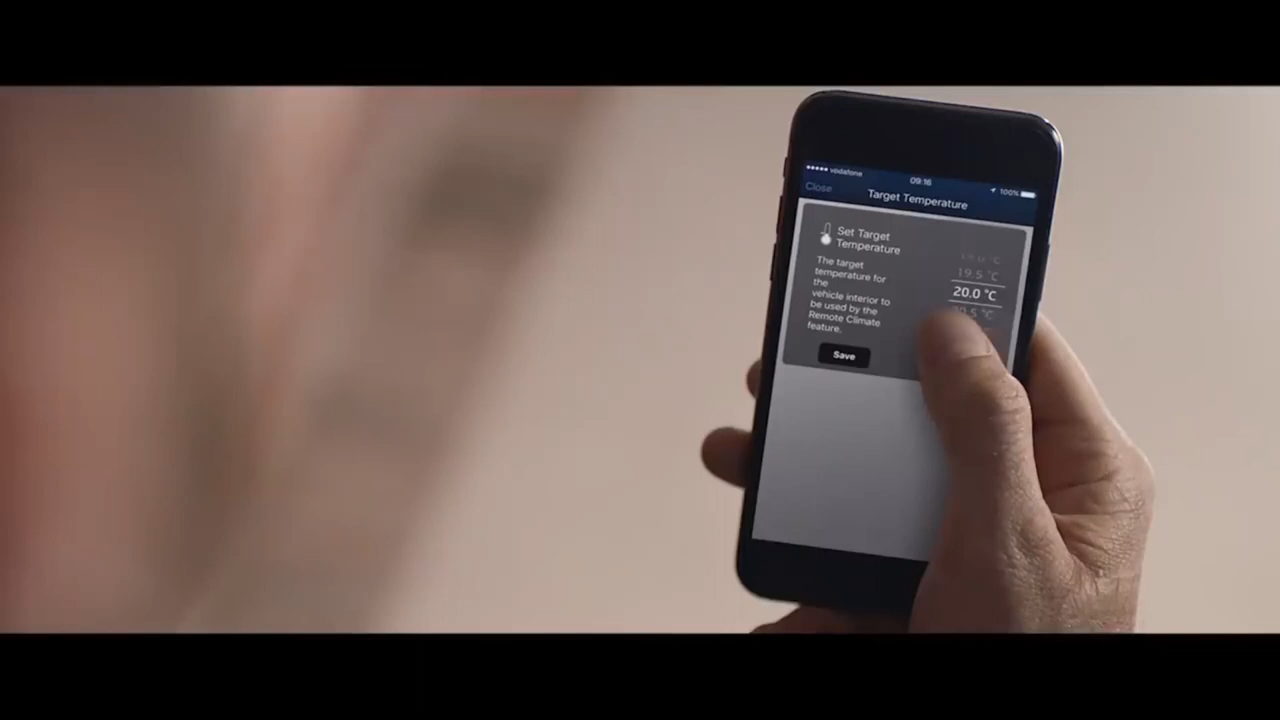 vodafone 09:16 100%
Close Target Temperature
Set Target
Temperature
The target
temperature for
the
vehicle interior to
be used by the
Remote Climate
feature.
Save
19.5 °C
20.0 °C